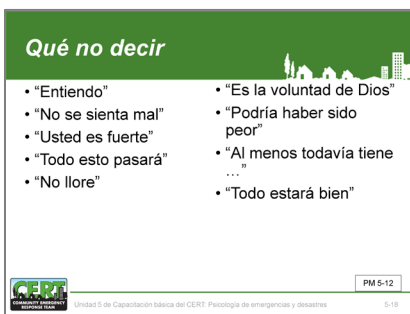 Qué no decir
• “Entiendo”
• “No se sienta mal”
• “Usted es fuerte”
• “Todo esto pasará”
• “No llore”
• “Es la voluntad de Dios”
• “Podría haber sido
peor”
• “Al menos todavía tiene
…”
• “Todo estará bien”
PM 5-12
CERT
COMMUNITY EMERGENCY
RESPONSE TEAM
Unidad 5 de Capacitación básica del CERT: Psicología de emergencias y desastres
5-18